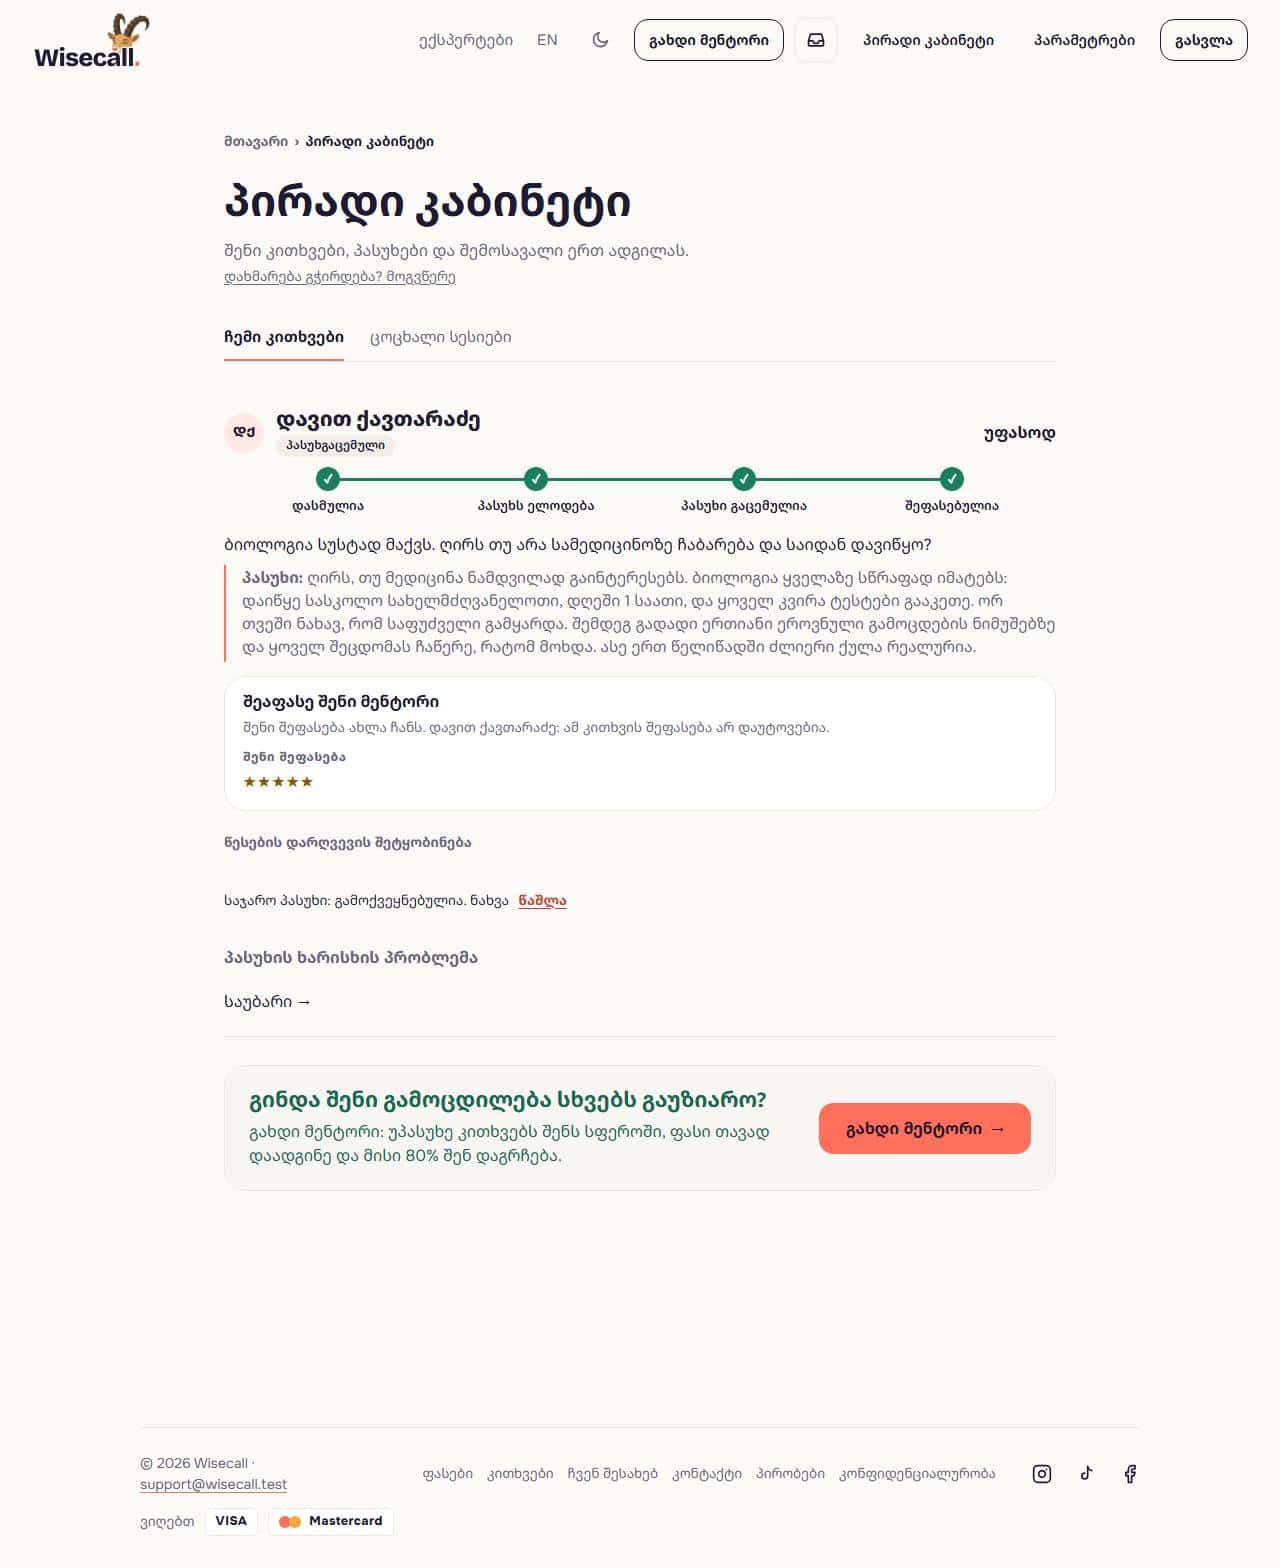 Wisecall.
ექსპერტები
EN
გახდი მენტორი
პირადი კაბინეტი
პარამეტრები
გასვლა
მთავარი › პირადი კაბინეტი
პირადი კაბინეტი
შენი კითხვები, პასუხები და შემოსავალი ერთ ადგილას.
დახმარება გჭირდება? მოგვწერე
ჩემი კითხვები
ცოცხალი სესიები
დქ
დავით ქავთარაძე
პასუხგაცემული
უფასოდ
დასმულია
პასუხს ელოდება
პასუხი გაცემულია
შეფასებულია
ბიოლოგია სუსტად მაქვს. ღირს თუ არა სამედიცინოზე ჩაბარება და საიდან დავიწყო?
პასუხი: ღირს, თუ მედიცინა ნამდვილად გაინტერესებს. ბიოლოგია ყველაზე სწრაფად იმატებს:
დაიწყე სასკოლო სახელმძღვანელოთი, დღეში 1 საათი, და ყოველ კვირა ტესტები გააკეთე. ორ
თვეში ნახავ, რომ საფუძველი გამყარდა. შემდეგ გადადი ერთიანი ეროვნული გამოცდების ნიმუშებზე
და ყოველ შეცდომას ჩაწერე, რატომ მოხდა. ასე ერთ წელიწადში ძლიერი ქულა რეალურია.
შეაფასე შენი მენტორი
შენი შეფასება ახლა ჩანს. დავით ქავთარაძე: ამ კითხვის შეფასება არ დაუტოვებია.
შენი შეფასება
★★★★★
წესების დარღვევის შეტყობინება
საჯარო პასუხი: გამოქვეყნებულია. ნახვა წაშლა
პასუხის ხარისხის პრობლემა
საუბარი →
გინდა შენი გამოცდილება სხვებს გაუზიარო?
გახდი მენტორი: უპასუხე კითხვებს შენს სფეროში, ფასი თავად
დაადგინე და მისი 80% შენ დაგრჩება.
გახდი მენტორი →
© 2026 Wisecall ·
support@wisecall.test
ფასები
კითხვები
ჩვენ შესახებ
კონტაქტი
პირობები
კონფიდენციალურობა
ვიღებთ
VISA
Mastercard